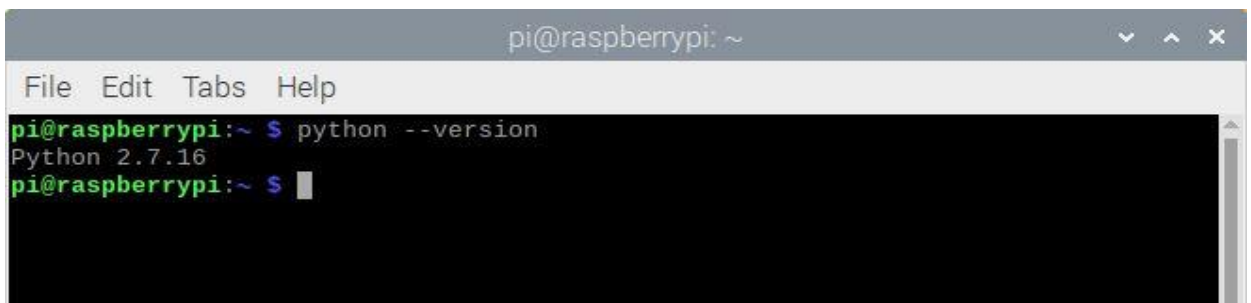 pi@raspberrypi: ~
File Edit Tabs Help
pi@raspberrypi:~ $ python --version
Python 2.7.16
pi@raspberrypi:~ $